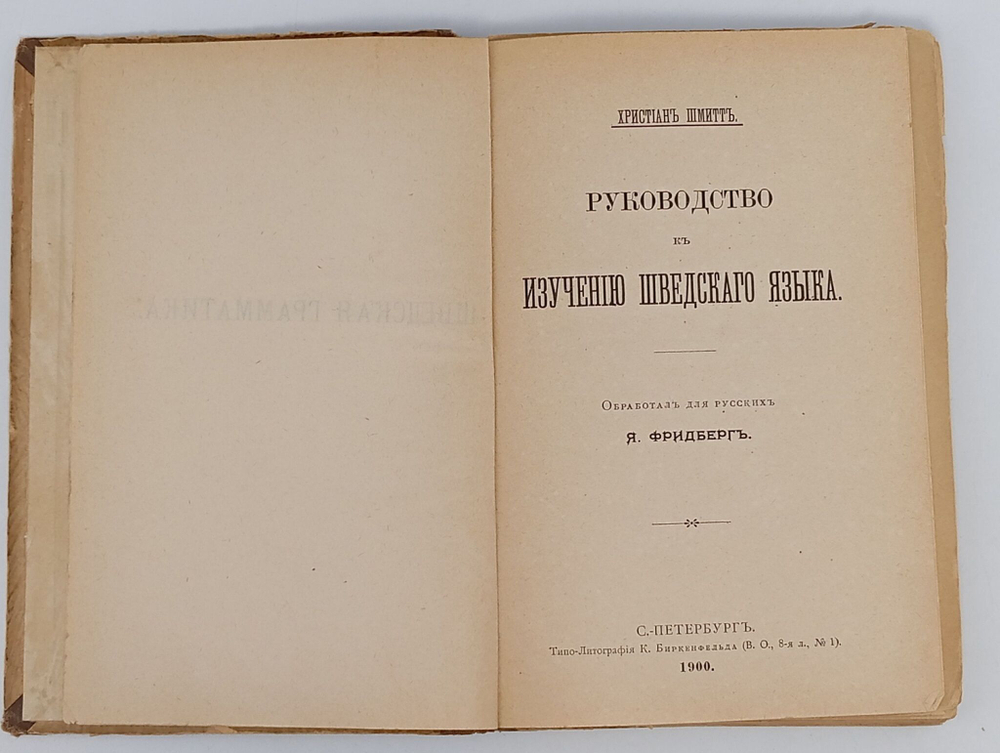 ХРИСТІАНЪ ШМИТТЪ.
РУКОВОДСТВО
КЪ
ИЗУЧЕНІЮ ШВЕДСКАГО ЯЗЫКА.
ОБРАБОТАЛЪ ДЛЯ РУССКИХЪ
Я. ФРИДБЕРГЪ.
С.-ПЕТЕРБУРГЪ.
Типо-Литографія К. Биркенфельда (В. О., 8-я л., № 1).
1900.